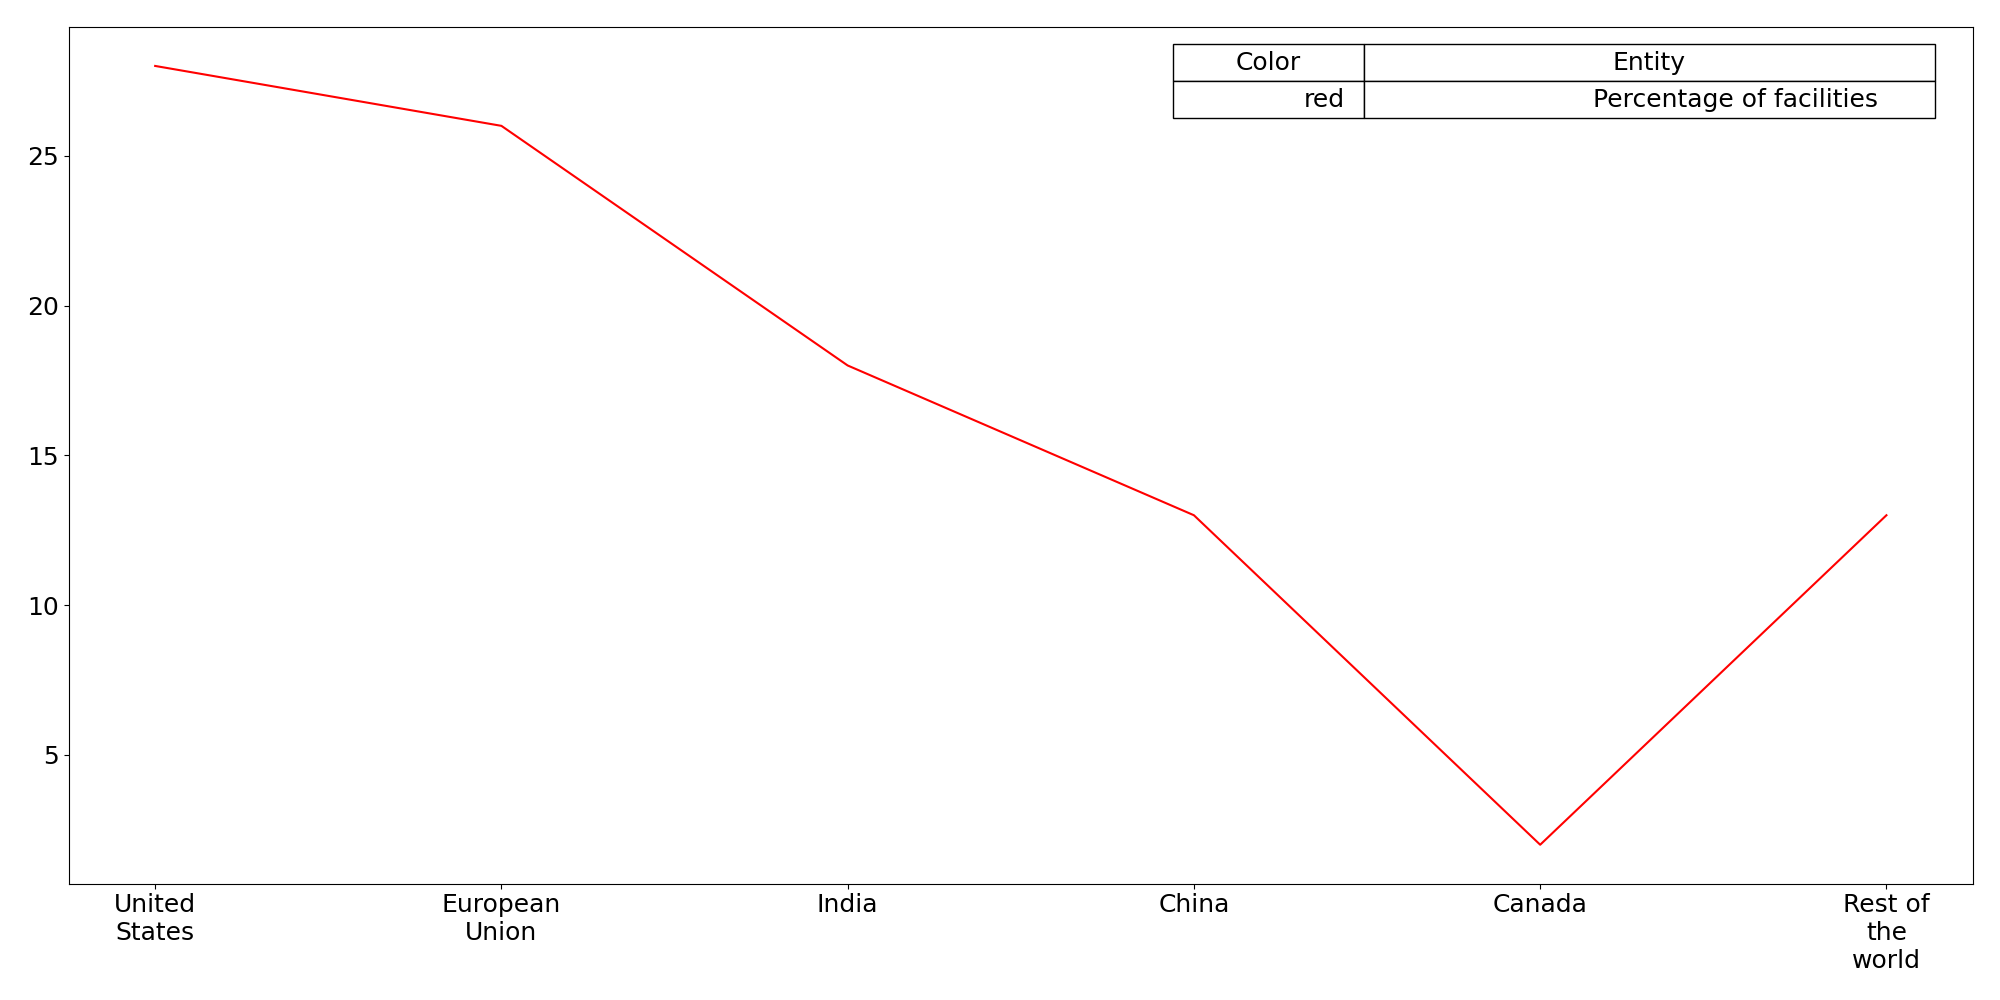 Color Entity
red Percentage of facilities
25
20
15
10
5
United States
European Union
India
China
Canada
Rest of the world